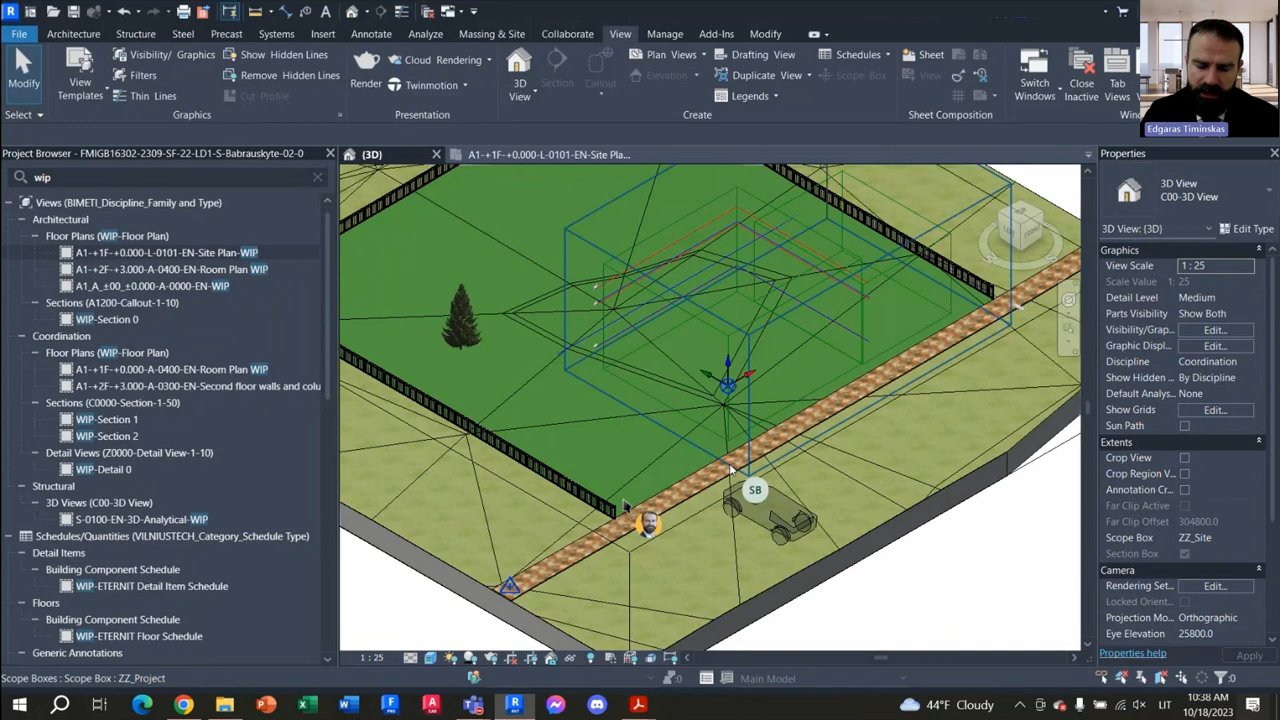 File Architecture Structure Steel Precast Systems Insert Annotate Analyze Massing & Site Collaborate View Manage Add-Ins Modify
Modify
View Templates
Visibility/ Graphics
Filters
Thin Lines
Show Hidden Lines
Remove Hidden Lines
Cut Profile
Render
Cloud Rendering
Twinmotion
3D View
Section
Callout
Plan Views
Elevation
Drafting View
Duplicate View
Legends
Schedules
Scope Box
Sheet
View
Switch Windows
Close Inactive
Tab Views
Select
Graphics
Presentation
Create
Sheet Composition
Edgaras Timinskas
Project Browser - FMIGB16302-2309-SF-22-LD1-S-Babrauskyte-02-0
(3D)
A1-+1F-+0.000-L-0101-EN-Site Pla...
Properties
wip
Views (BIMETI_Discipline_Family and Type)
Architectural
Floor Plans (WIP-Floor Plan)
A1-+1F-+0.000-L-0101-EN-Site Plan-WIP
A1-+2F-+3.000-A-0400-EN-Room Plan WIP
A1_A_±00_±0.000-A-0000-EN-WIP
Sections (A1200-Callout-1-10)
WIP-Section 0
Coordination
Floor Plans (WIP-Floor Plan)
A1-+1F-+0.000-A-0400-EN-Room Plan WIP
A1-+2F-+3.000-A-0300-EN-Second floor walls and colu
Sections (C0000-Section-1-50)
WIP-Section 1
WIP-Section 2
Detail Views (Z0000-Detail View-1-10)
WIP-Detail 0
Structural
3D Views (C00-3D View)
S-0100-EN-3D-Analytical-WIP
Schedules/Quantities (VILNIUSTECH_Category_Schedule Type)
Detail Items
Building Component Schedule
WIP-ETERNIT Detail Item Schedule
Floors
Building Component Schedule
WIP-ETERNIT Floor Schedule
Generic Annotations
SB
3D View
C00-3D View
3D View: (3D)
Edit Type
Graphics
View Scale 1 : 25
Scale Value 1: 25
Detail Level Medium
Parts Visibility Show Both
Visibility/Grap... Edit...
Graphic Displ... Edit...
Discipline Coordination
Show Hidden ... By Discipline
Default Analys... None
Show Grids Edit...
Sun Path
Extents
Crop View
Crop Region V...
Annotation Cr...
Far Clip Active
Far Clip Offset 304800.0
Scope Box ZZ_Site
Section Box
Camera
Rendering Set... Edit...
Locked Orient...
Projection Mo... Orthographic
Eye Elevation 25800.0
Properties help
Apply
1 : 25
Scope Boxes : Scope Box : ZZ_Project
:0
Main Model
:0
44°F Cloudy
LIT
10:38 AM
10/18/2023